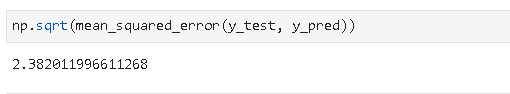 np.sqrt(mean_squared_error(y_test, y_pred))
2.382011996611268